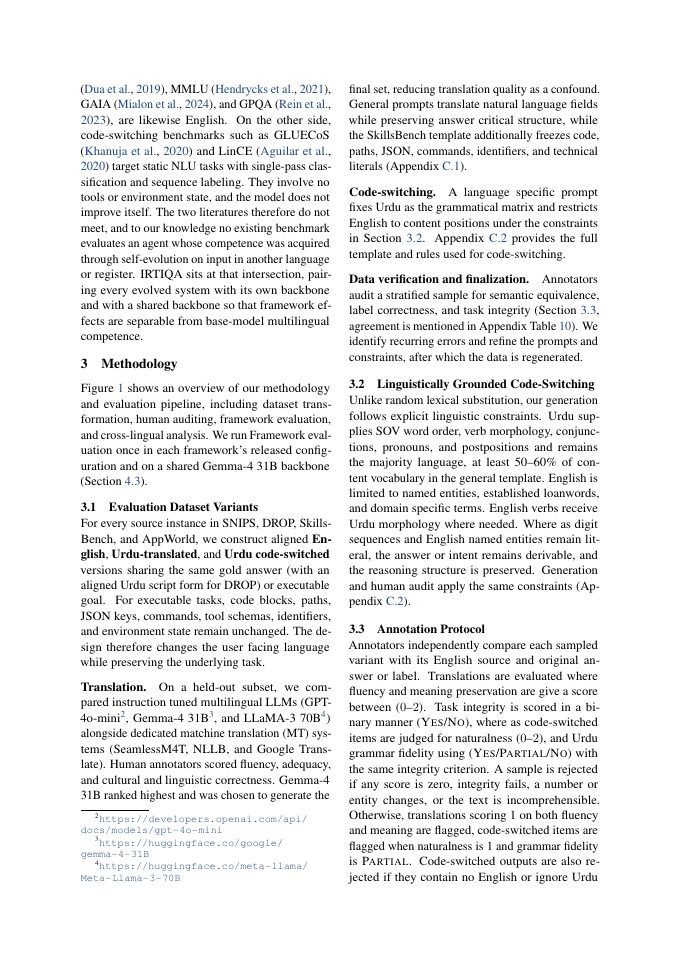 (Dua et al., 2019), MMLU (Hendrycks et al., 2021),
GAIA (Mialon et al., 2024), and GPQA (Rein et al.,
2023), are likewise English. On the other side,
code-switching benchmarks such as GLUECoS
(Khanuja et al., 2020) and LinCE (Aguilar et al.,
2020) target static NLU tasks with single-pass clas-
sification and sequence labeling. They involve no
tools or environment state, and the model does not
improve itself. The two literatures therefore do not
meet, and to our knowledge no existing benchmark
evaluates an agent whose competence was acquired
through self-evolution on input in another language
or register. IRTIQA sits at that intersection, pair-
ing every evolved system with its own backbone
and with a shared backbone so that framework ef-
fects are separable from base-model multilingual
competence.
3 Methodology
Figure 1 shows an overview of our methodology
and evaluation pipeline, including dataset trans-
formation, human auditing, framework evaluation,
and cross-lingual analysis. We run Framework eval-
uation once in each framework's released config-
uration and on a shared Gemma-4 31B backbone
(Section 4.3).
3.1 Evaluation Dataset Variants
For every source instance in SNIPS, DROP, Skills-
Bench, and AppWorld, we construct aligned En-
glish, Urdu-translated, and Urdu code-switched
versions sharing the same gold answer (with an
aligned Urdu script form for DROP) or executable
goal. For executable tasks, code blocks, paths,
JSON keys, commands, tool schemas, identifiers,
and environment state remain unchanged. The de-
sign therefore changes the user facing language
while preserving the underlying task.
Translation. On a held-out subset, we com-
pared instruction tuned multilingual LLMs (GPT-
4o-mini2, Gemma-4 31B3, and LLaMA-3 70B4)
alongside dedicated matchine translation (MT) sys-
tems (SeamlessM4T, NLLB, and Google Trans-
late). Human annotators scored fluency, adequacy,
and cultural and linguistic correctness. Gemma-4
31B ranked highest and was chosen to generate the
2https://developers.openai.com/api/
docs/models/gpt-4o-mini
3https://huggingface.co/google/
gemma-4-31B
4https://huggingface.co/meta-llama/
Meta-Llama-3-70B
final set, reducing translation quality as a confound.
General prompts translate natural language fields
while preserving answer critical structure, while
the SkillsBench template additionally freezes code,
paths, JSON, commands, identifiers, and technical
literals (Appendix C.1).
Code-switching. A language specific prompt
fixes Urdu as the grammatical matrix and restricts
English to content positions under the constraints
in Section 3.2. Appendix C.2 provides the full
template and rules used for code-switching.
Data verification and finalization. Annotators
audit a stratified sample for semantic equivalence,
label correctness, and task integrity (Section 3.3,
agreement is mentioned in Appendix Table 10). We
identify recurring errors and refine the prompts and
constraints, after which the data is regenerated.
3.2 Linguistically Grounded Code-Switching
Unlike random lexical substitution, our generation
follows explicit linguistic constraints. Urdu sup-
plies SOV word order, verb morphology, conjunc-
tions, pronouns, and postpositions and remains
the majority language, at least 50–60% of con-
tent vocabulary in the general template. English is
limited to named entities, established loanwords,
and domain specific terms. English verbs receive
Urdu morphology where needed. Where as digit
sequences and English named entities remain lit-
eral, the answer or intent remains derivable, and
the reasoning structure is preserved. Generation
and human audit apply the same constraints (Ap-
pendix C.2).
3.3 Annotation Protocol
Annotators independently compare each sampled
variant with its English source and original an-
swer or label. Translations are evaluated where
fluency and meaning preservation are give a score
between (0–2). Task integrity is scored in a bi-
nary manner (YES/NO), where as code-switched
items are judged for naturalness (0–2), and Urdu
grammar fidelity using (YES/PARTIAL/NO) with
the same integrity criterion. A sample is rejected
if any score is zero, integrity fails, a number or
entity changes, or the text is incomprehensible.
Otherwise, translations scoring 1 on both fluency
and meaning are flagged, code-switched items are
flagged when naturalness is 1 and grammar fidelity
is PARTIAL. Code-switched outputs are also re-
jected if they contain no English or ignore Urdu